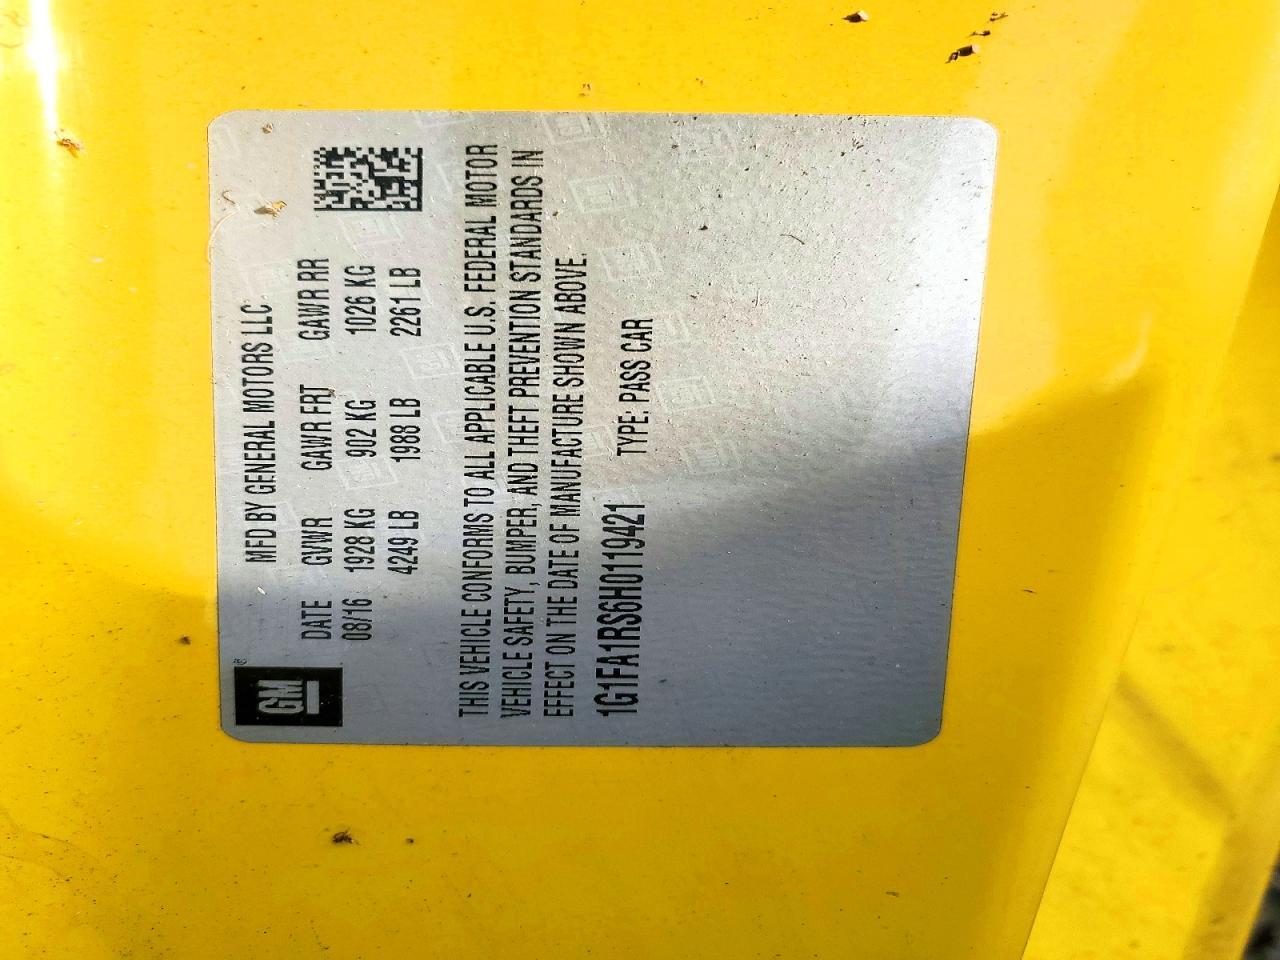 GM
MFD BY GENERAL MOTORS LLC
DATE GVWR GAWR FRT GAWR RR
08/16 1928 KG 902 KG 1026 KG
4249 LB 1988 LB 2261 LB
THIS VEHICLE CONFORMS TO ALL APPLICABLE U.S. FEDERAL MOTOR
VEHICLE SAFETY, BUMPER, AND THEFT PREVENTION STANDARDS IN
EFFECT ON THE DATE OF MANUFACTURE SHOWN ABOVE.
1G1FA1RS6H0119421 TYPE: PASS CAR